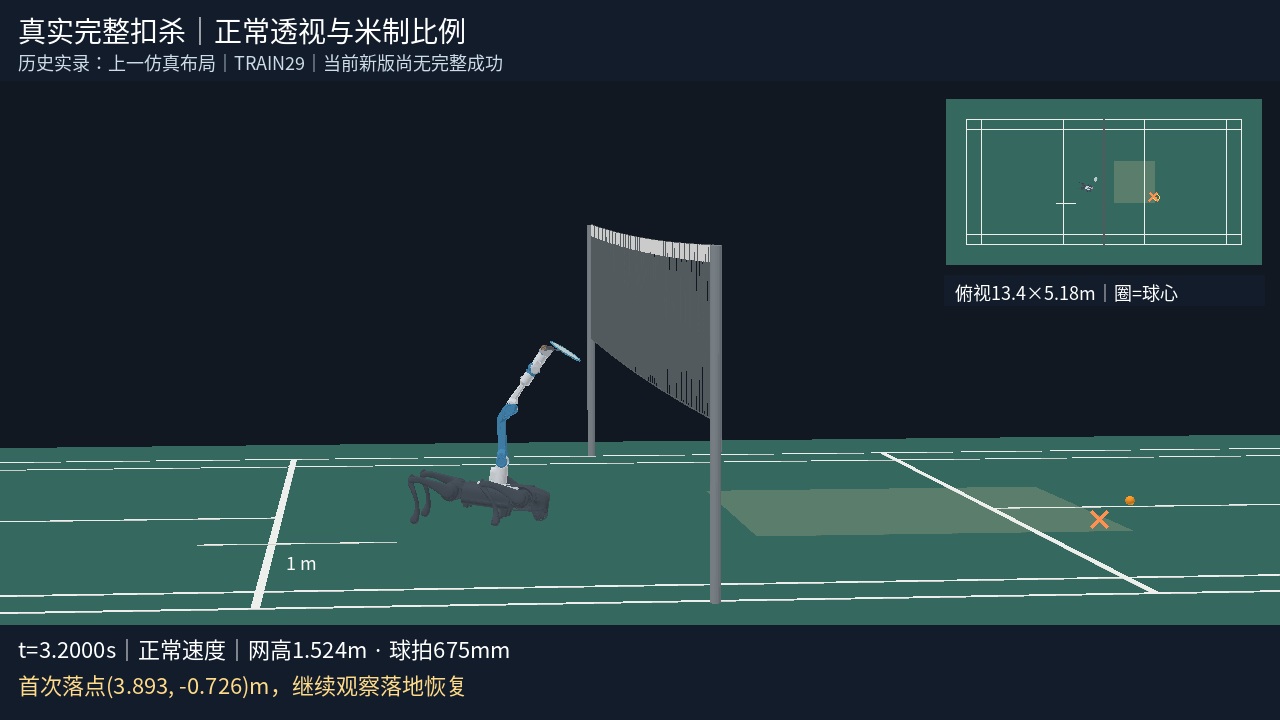 真实完整扣杀｜正常透视与米制比例
历史实录：上一仿真布局｜TRAIN29｜当前新版尚无完整成功
俯视13.4×5.18m｜圈=球心
1 m
t=3.2000s｜正常速度｜网高1.524m · 球拍675mm
首次落点(3.893, -0.726)m，继续观察落地恢复